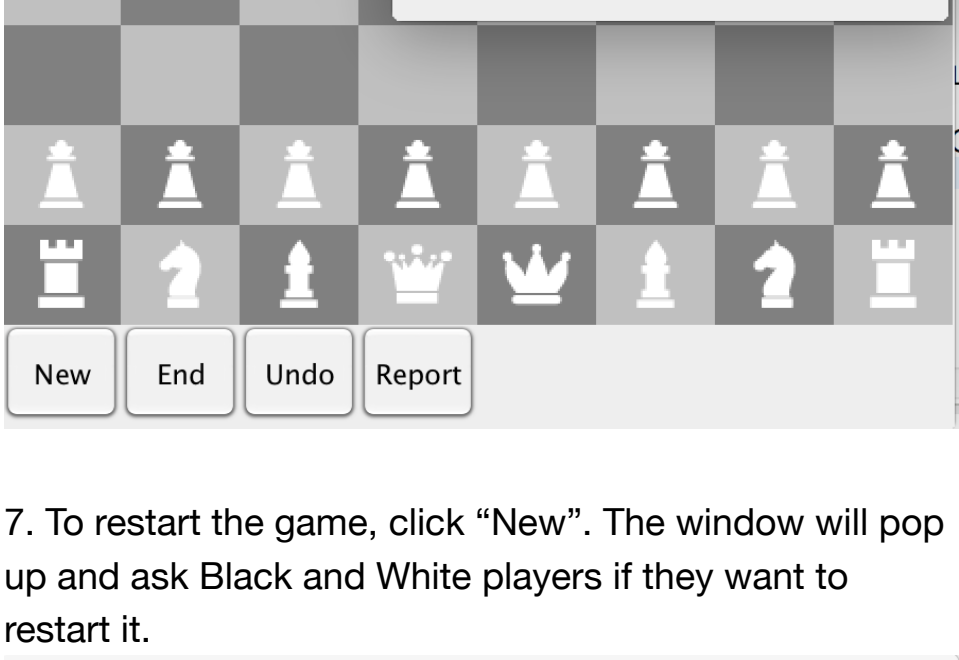 New End Undo Report
7. To restart the game, click “New”. The window will pop
up and ask Black and White players if they want to
restart it.